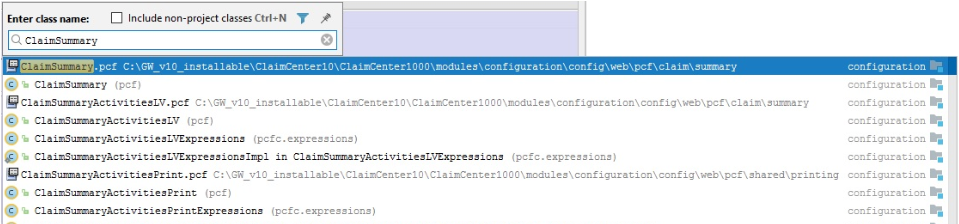 Enter class name: Include non-project classes Ctrl+N
ClaimSummary
ClaimSummary.pcf C:\GW_v10_installable\ClaimCenter10\ClaimCenter1000\modules\configuration\config\web\pcf\claim\summary configuration
ClaimSummary (pcf) configuration
ClaimSummaryActivitiesLV.pcf C:\GW_v10_installable\ClaimCenter10\ClaimCenter1000\modules\configuration\config\web\pcf\claim\summary configuration
ClaimSummaryActivitiesLV (pcf) configuration
ClaimSummaryActivitiesLVExpressions (pcfc.expressions) configuration
ClaimSummaryActivitiesLVExpressionsImpl in ClaimSummaryActivitiesLVExpressions (pcfc.expressions) configuration
ClaimSummaryActivitiesPrint.pcf C:\GW_v10_installable\ClaimCenter10\ClaimCenter1000\modules\configuration\config\web\pcf\shared\printing configuration
ClaimSummaryActivitiesPrint (pcf) configuration
ClaimSummaryActivitiesPrintExpressions (pcfc.expressions) configuration